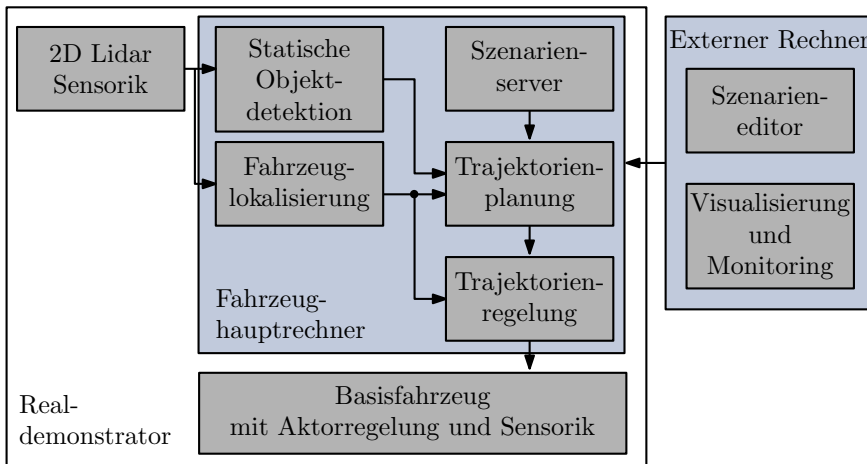 2D Lidar
Sensorik
Statische
Objekt-
detektion
Szenarien-
server
Fahrzeug-
lokalisierung
Trajektorien-
planung
Trajektorien-
regelung
Fahrzeug-
hauptrechner
Basisfahrzeug
mit Aktorregelung und Sensorik
Real-
demonstrator
Externer Rechner
Szenarien-
editor
Visualisierung
und
Monitoring